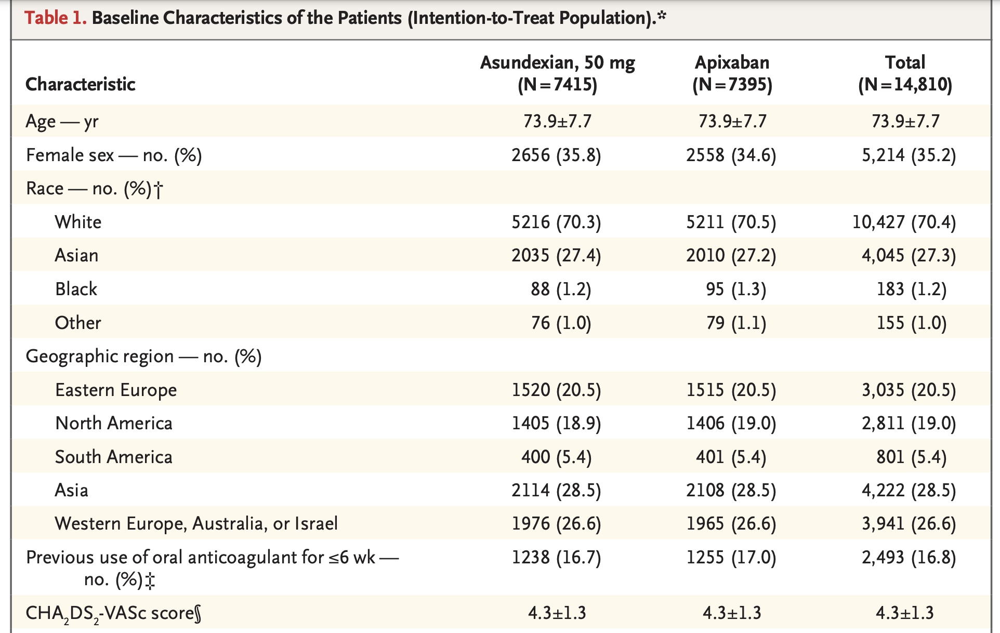 Table 1. Baseline Characteristics of the Patients (Intention-to-Treat Population).*
Characteristic Asundexian, 50 mg (N=7415) Apixaban (N=7395) Total (N=14,810)
Age — yr 73.9±7.7 73.9±7.7 73.9±7.7
Female sex — no. (%) 2656 (35.8) 2558 (34.6) 5,214 (35.2)
Race — no. (%)†
White 5216 (70.3) 5211 (70.5) 10,427 (70.4)
Asian 2035 (27.4) 2010 (27.2) 4,045 (27.3)
Black 88 (1.2) 95 (1.3) 183 (1.2)
Other 76 (1.0) 79 (1.1) 155 (1.0)
Geographic region — no. (%)
Eastern Europe 1520 (20.5) 1515 (20.5) 3,035 (20.5)
North America 1405 (18.9) 1406 (19.0) 2,811 (19.0)
South America 400 (5.4) 401 (5.4) 801 (5.4)
Asia 2114 (28.5) 2108 (28.5) 4,222 (28.5)
Western Europe, Australia, or Israel 1976 (26.6) 1965 (26.6) 3,941 (26.6)
Previous use of oral anticoagulant for ≤6 wk — 1238 (16.7) 1255 (17.0) 2,493 (16.8)
no. (%)‡
CHA₂DS₂-VASc score§ 4.3±1.3 4.3±1.3 4.3±1.3